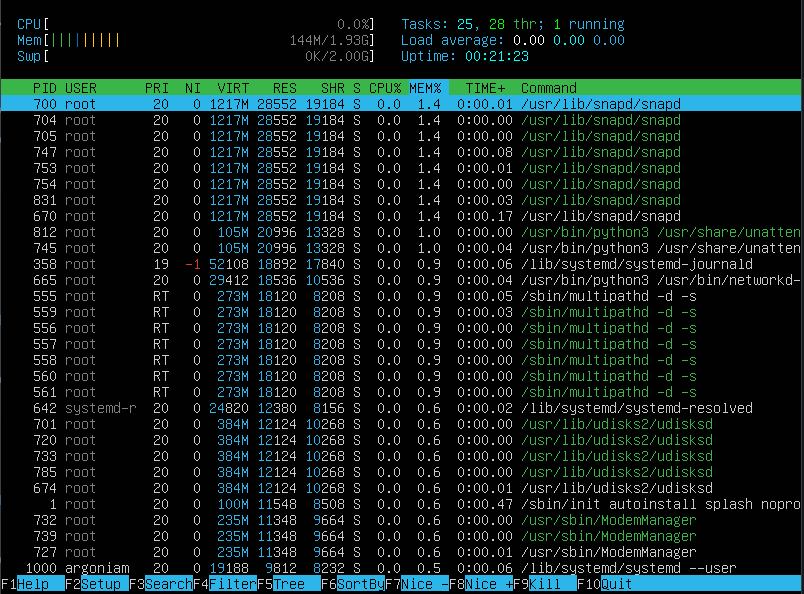 CPU[ 0.0%] Tasks: 25, 28 thr; 1 running
Mem[||||||||| 144M/1.93G] Load average: 0.00 0.00 0.00
Swp[ 0K/2.00G] Uptime: 00:21:23
PID USER PRI NI VIRT RES SHR S CPU% MEM% TIME+ Command
700 root 20 0 1217M 28552 19184 S 0.0 1.4 0:00.01 /usr/lib/snapd/snapd
704 root 20 0 1217M 28552 19184 S 0.0 1.4 0:00.00 /usr/lib/snapd/snapd
705 root 20 0 1217M 28552 19184 S 0.0 1.4 0:00.00 /usr/lib/snapd/snapd
747 root 20 0 1217M 28552 19184 S 0.0 1.4 0:00.08 /usr/lib/snapd/snapd
753 root 20 0 1217M 28552 19184 S 0.0 1.4 0:00.01 /usr/lib/snapd/snapd
754 root 20 0 1217M 28552 19184 S 0.0 1.4 0:00.00 /usr/lib/snapd/snapd
831 root 20 0 1217M 28552 19184 S 0.0 1.4 0:00.03 /usr/lib/snapd/snapd
670 root 20 0 1217M 28552 19184 S 0.0 1.4 0:00.17 /usr/lib/snapd/snapd
812 root 20 0 105M 20996 13328 S 0.0 1.0 0:00.00 /usr/bin/python3 /usr/share/unatten
745 root 20 0 105M 20996 13328 S 0.0 1.0 0:00.04 /usr/bin/python3 /usr/share/unatten
358 root 19 -1 52108 18892 17840 S 0.0 0.9 0:00.06 /lib/systemd/systemd-journald
665 root 20 0 29412 18536 10536 S 0.0 0.9 0:00.04 /usr/bin/python3 /usr/bin/networkd-
555 root RT 0 273M 18120 8208 S 0.0 0.9 0:00.05 /sbin/multipathd -d -s
559 root RT 0 273M 18120 8208 S 0.0 0.9 0:00.03 /sbin/multipathd -d -s
556 root RT 0 273M 18120 8208 S 0.0 0.9 0:00.00 /sbin/multipathd -d -s
557 root RT 0 273M 18120 8208 S 0.0 0.9 0:00.00 /sbin/multipathd -d -s
558 root RT 0 273M 18120 8208 S 0.0 0.9 0:00.00 /sbin/multipathd -d -s
560 root RT 0 273M 18120 8208 S 0.0 0.9 0:00.00 /sbin/multipathd -d -s
561 root RT 0 273M 18120 8208 S 0.0 0.9 0:00.00 /sbin/multipathd -d -s
642 systemd-r 20 0 24820 12380 8156 S 0.0 0.6 0:00.02 /lib/systemd/systemd-resolved
701 root 20 0 384M 12124 10268 S 0.0 0.6 0:00.00 /usr/lib/udisks2/udisksd
720 root 20 0 384M 12124 10268 S 0.0 0.6 0:00.00 /usr/lib/udisks2/udisksd
733 root 20 0 384M 12124 10268 S 0.0 0.6 0:00.00 /usr/lib/udisks2/udisksd
785 root 20 0 384M 12124 10268 S 0.0 0.6 0:00.00 /usr/lib/udisks2/udisksd
674 root 20 0 384M 12124 10268 S 0.0 0.6 0:00.01 /usr/lib/udisks2/udisksd
1 root 20 0 100M 11548 8508 S 0.0 0.6 0:00.47 /sbin/init autoinstall splash nopro
732 root 20 0 235M 11348 9664 S 0.0 0.6 0:00.00 /usr/sbin/ModemManager
739 root 20 0 235M 11348 9664 S 0.0 0.6 0:00.00 /usr/sbin/ModemManager
727 root 20 0 235M 11348 9664 S 0.0 0.6 0:00.01 /usr/sbin/ModemManager
1000 argoniam 20 0 19188 9812 8232 S 0.0 0.5 0:00.06 /lib/systemd/systemd --user
F1Help F2Setup F3SearchF4FilterF5Tree F6SortByF7Nice -F8Nice +F9Kill F10Quit